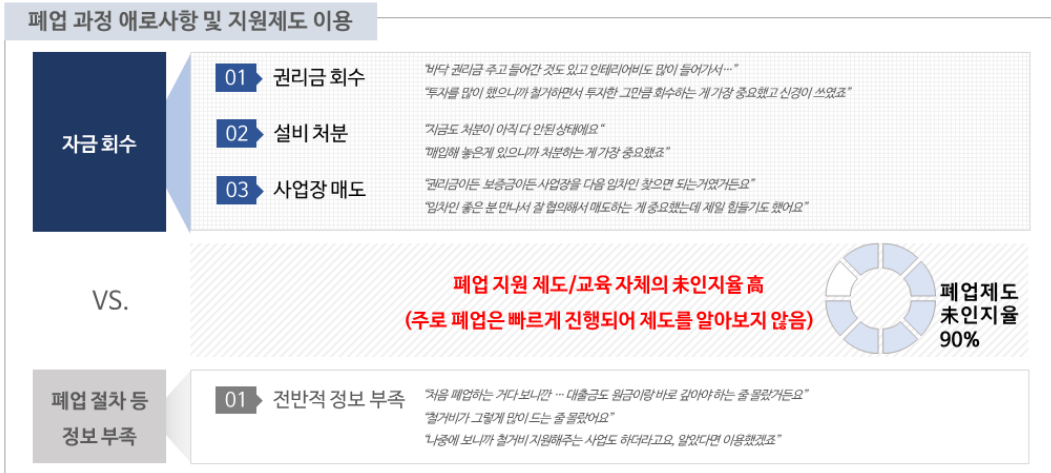 폐업 과정 애로사항 및 지원제도 이용
자금 회수
01 권리금 회수
“바닥 권리금 주고 들어간 것도 있고 인테리어비도 많이 들어가서…”
“투자를 많이 했으니까 철거하면서 투자한 그만큼 회수하는 게 가장 중요했고 신경이 쓰였죠”
02 설비 처분
“지금도 처분이 아직 다 안된 상태에요“
“매입해 놓은게 있으니까 처분하는 게 가장 중요했죠”
03 사업장 매도
“권리금이든 보증금이든 사업장을 다음 임차인 찾으면 되는거였거든요”
“임차인 좋은 분 만나서 잘 협의해서 매도하는 게 중요했는데 제일 힘들기도 했어요”
VS.
폐업 지원 제도/교육 자체의 未인지율 高
(주로 폐업은 빠르게 진행되어 제도를 알아보지 않음)
폐업제도
未인지율
90%
폐업 절차 등
정보 부족
01 전반적 정보 부족
“처음 폐업하는 거다 보니깐 … 대출금도 원금이랑 바로 갚아야 하는 줄 몰랐거든요”
“철거비가 그렇게 많이 드는 줄 몰랐어요”
“나중에 보니까 철거비 지원해주는 사업도 하더라고요, 알았다면 이용했겠죠”